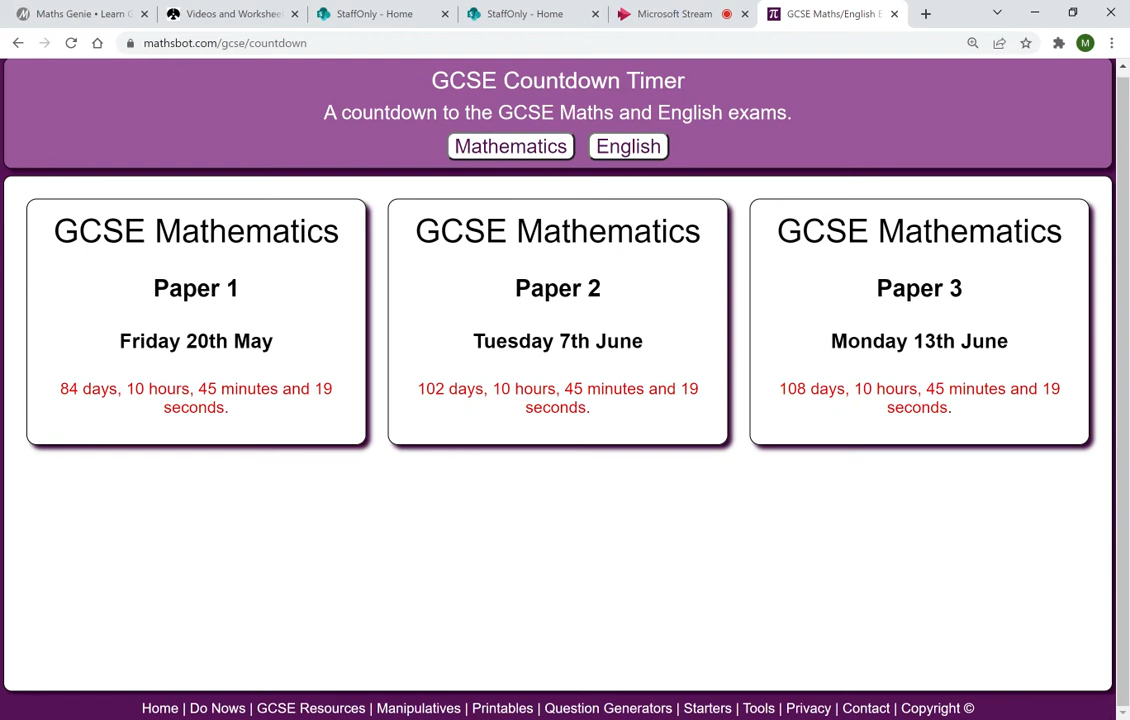 Maths Genie • Learn G
Videos and Workshee
StaffOnly - Home
StaffOnly - Home
Microsoft Stream
GCSE Maths/English E
mathsbot.com/gcse/countdown
M
GCSE Countdown Timer
A countdown to the GCSE Maths and English exams.
Mathematics English
GCSE Mathematics
Paper 1
Friday 20th May
84 days, 10 hours, 45 minutes and 19
seconds.
GCSE Mathematics
Paper 2
Tuesday 7th June
102 days, 10 hours, 45 minutes and 19
seconds.
GCSE Mathematics
Paper 3
Monday 13th June
108 days, 10 hours, 45 minutes and 19
seconds.
Home | Do Nows | GCSE Resources | Manipulatives | Printables | Question Generators | Starters | Tools | Privacy | Contact | Copyright ©